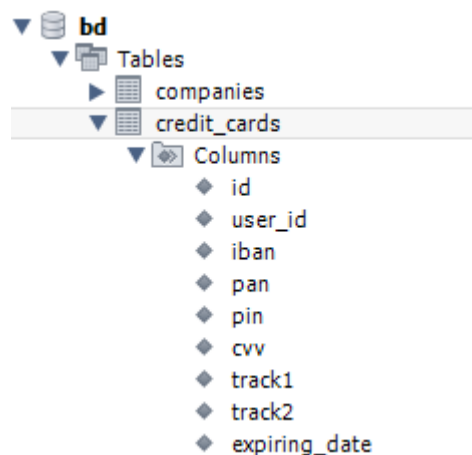 bd
Tables
companies
credit_cards
Columns
id
user_id
iban
pan
pin
cvv
track1
track2
expiring_date